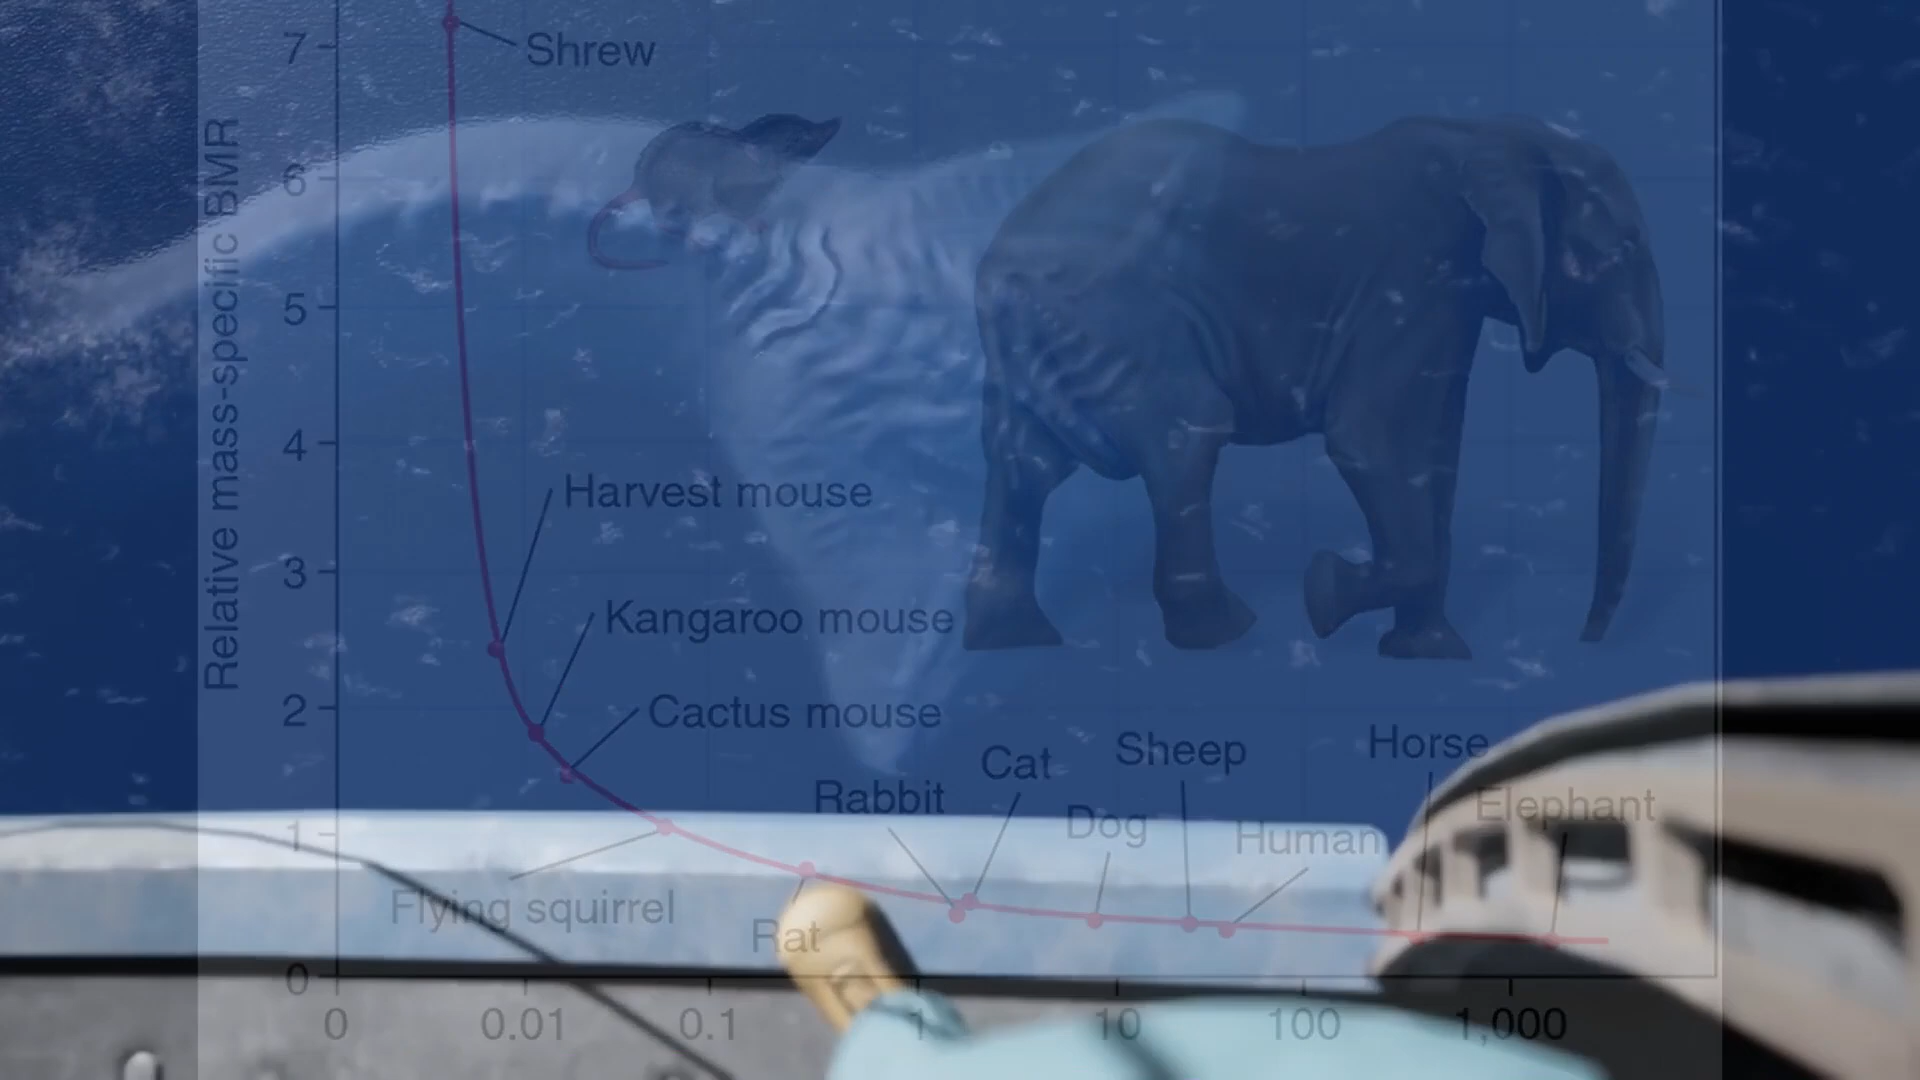 7
Shrew
Relative mass-specific BMR
6
5
4
Harvest mouse
3
Kangaroo mouse
2
Cactus mouse
Horse
Sheep
Cat
Rabbit
Elephant
Dog
Human
1
Flying squirrel
Rat
0
0 0.01 0.1 1 10 100 1,000